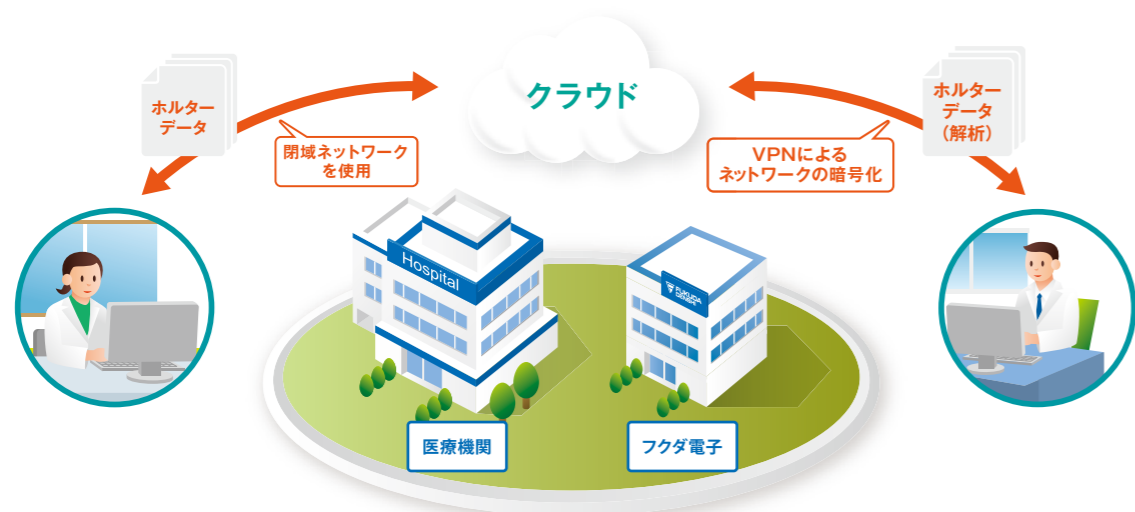 ホルター
データ
閉域ネットワーク
を使用
クラウド
VPNによる
ネットワークの暗号化
ホルター
データ
(解析)
Hospital
FUKUDA
DENSHI
医療機関
フクダ電子